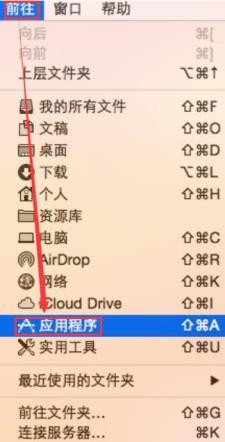 前往 窗口 帮助
向后 ⌘[
向前 ⌘]
上层文件夹 ⌥⌘↑
我的所有文件 ⇧⌘F
文稿 ⇧⌘O
桌面 ⇧⌘D
下载 ⌥⌘L
个人 ⇧⌘H
资源库
电脑 ⇧⌘C
AirDrop ⇧⌘R
网络 ⇧⌘K
iCloud Drive ⇧⌘I
应用程序 ⇧⌘A
实用工具 ⇧⌘U
最近使用的文件夹 ▶
前往文件夹... ⇧⌘G
连接服务器... ⌘K